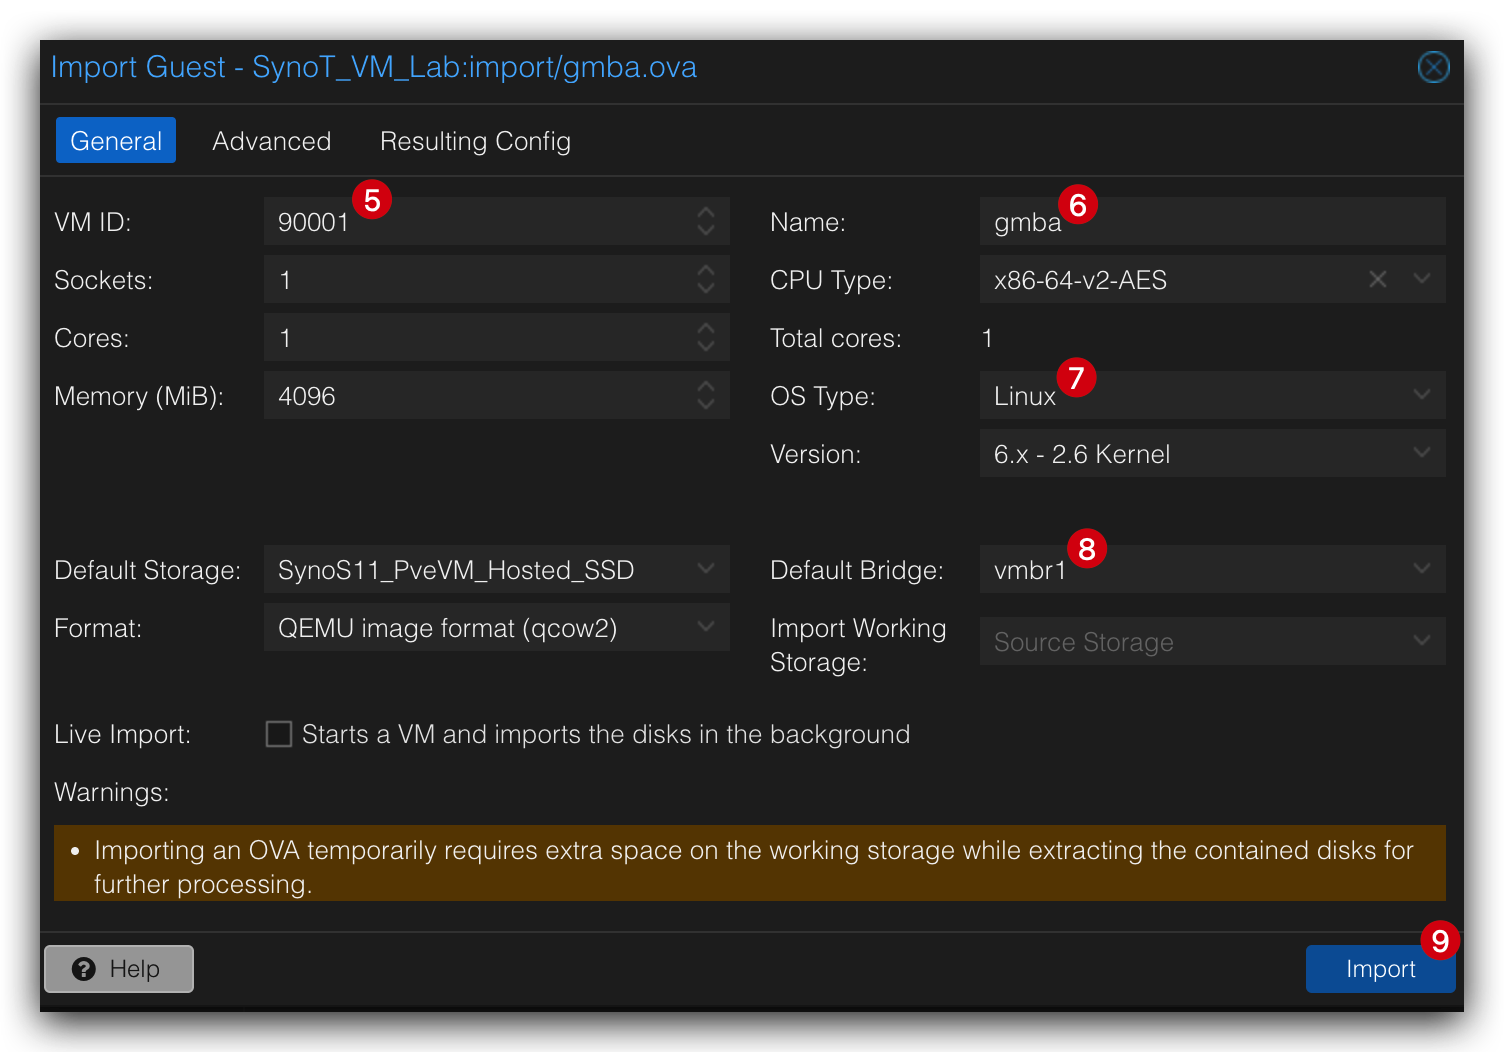 Import Guest - SynoT_VM_Lab:import/gmba.ova
General Advanced Resulting Config
VM ID: 90001 5 Name: gmba 6
Sockets: 1 CPU Type: x86-64-v2-AES
Cores: 1 Total cores: 1
Memory (MiB): 4096 OS Type: Linux 7
Version: 6.x - 2.6 Kernel
Default Storage: SynoS11_PveVM_Hosted_SSD Default Bridge: vmbr1 8
Format: QEMU image format (qcow2) Import Working
Storage: Source Storage
Live Import: Starts a VM and imports the disks in the background
Warnings:
• Importing an OVA temporarily requires extra space on the working storage while extracting the contained disks for
further processing.
? Help Import 9